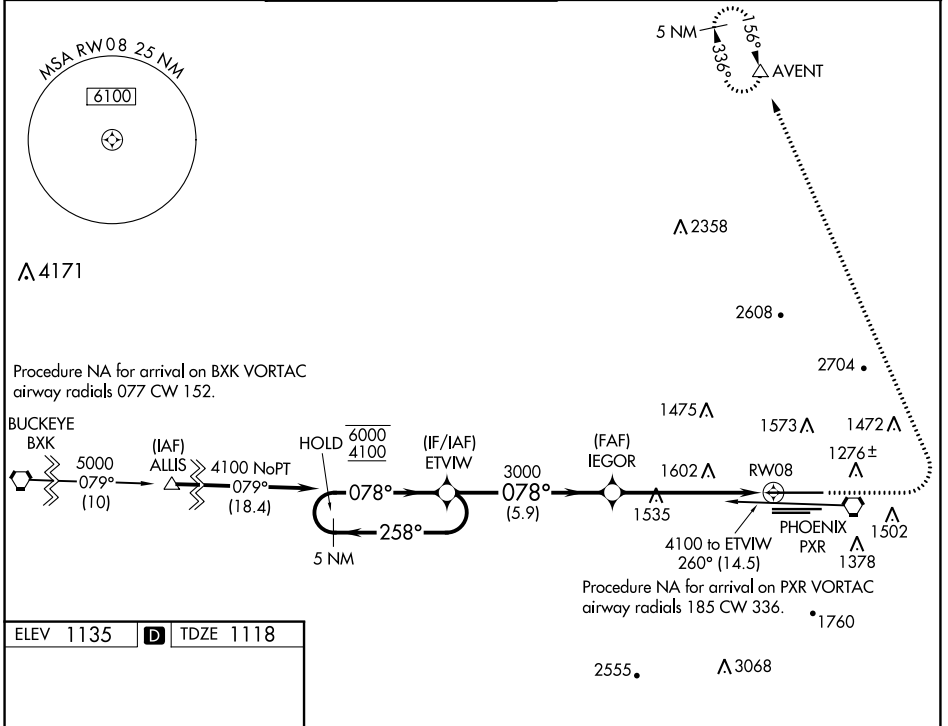 MSA RW08 25 NM
6100
5 NM
336°
156°
AVENT
2358
4171
2608
2704
Procedure NA for arrival on BXK VORTAC
airway radials 077 CW 152.
1475
1573
1472
BUCKEYE
BXK
5000
079°
(10)
(IAF)
ALLIS
4100 NoPT
079°
(18.4)
HOLD
6000
4100
078°
258°
5 NM
(IF/IAF)
ETVIW
3000
078°
(5.9)
(FAF)
IEGOR
1602
1535
RW08
1276±
PHOENIX
PXR
1502
1378
4100 to ETVIW
260° (14.5)
Procedure NA for arrival on PXR VORTAC
airway radials 185 CW 336.
1760
ELEV 1135 D TDZE 1118
2555
3068